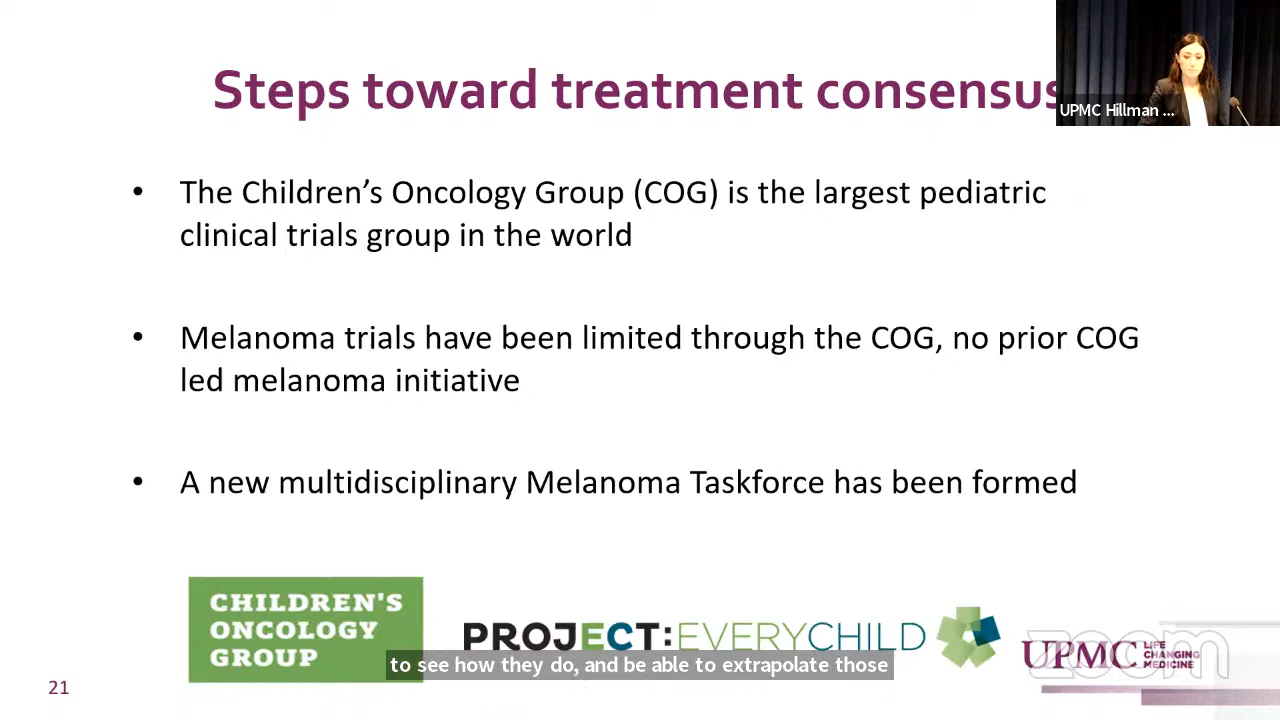 Steps toward treatment consensus
UPMC Hillman ...
• The Children's Oncology Group (COG) is the largest pediatric
clinical trials group in the world
• Melanoma trials have been limited through the COG, no prior COG
led melanoma initiative
• A new multidisciplinary Melanoma Taskforce has been formed
CHILDREN'S
ONCOLOGY
GROUP
PROJECT:EVERYCHILD
UPMC LIFE
CHANGING
MEDICINE
zoom
to see how they do, and be able to extrapolate those
21